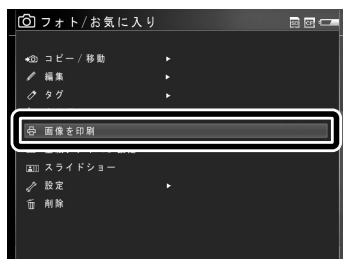 フォト/お気に入り
コピー / 移動
編集
タグ
画像を印刷
スライドショー
設定
削除